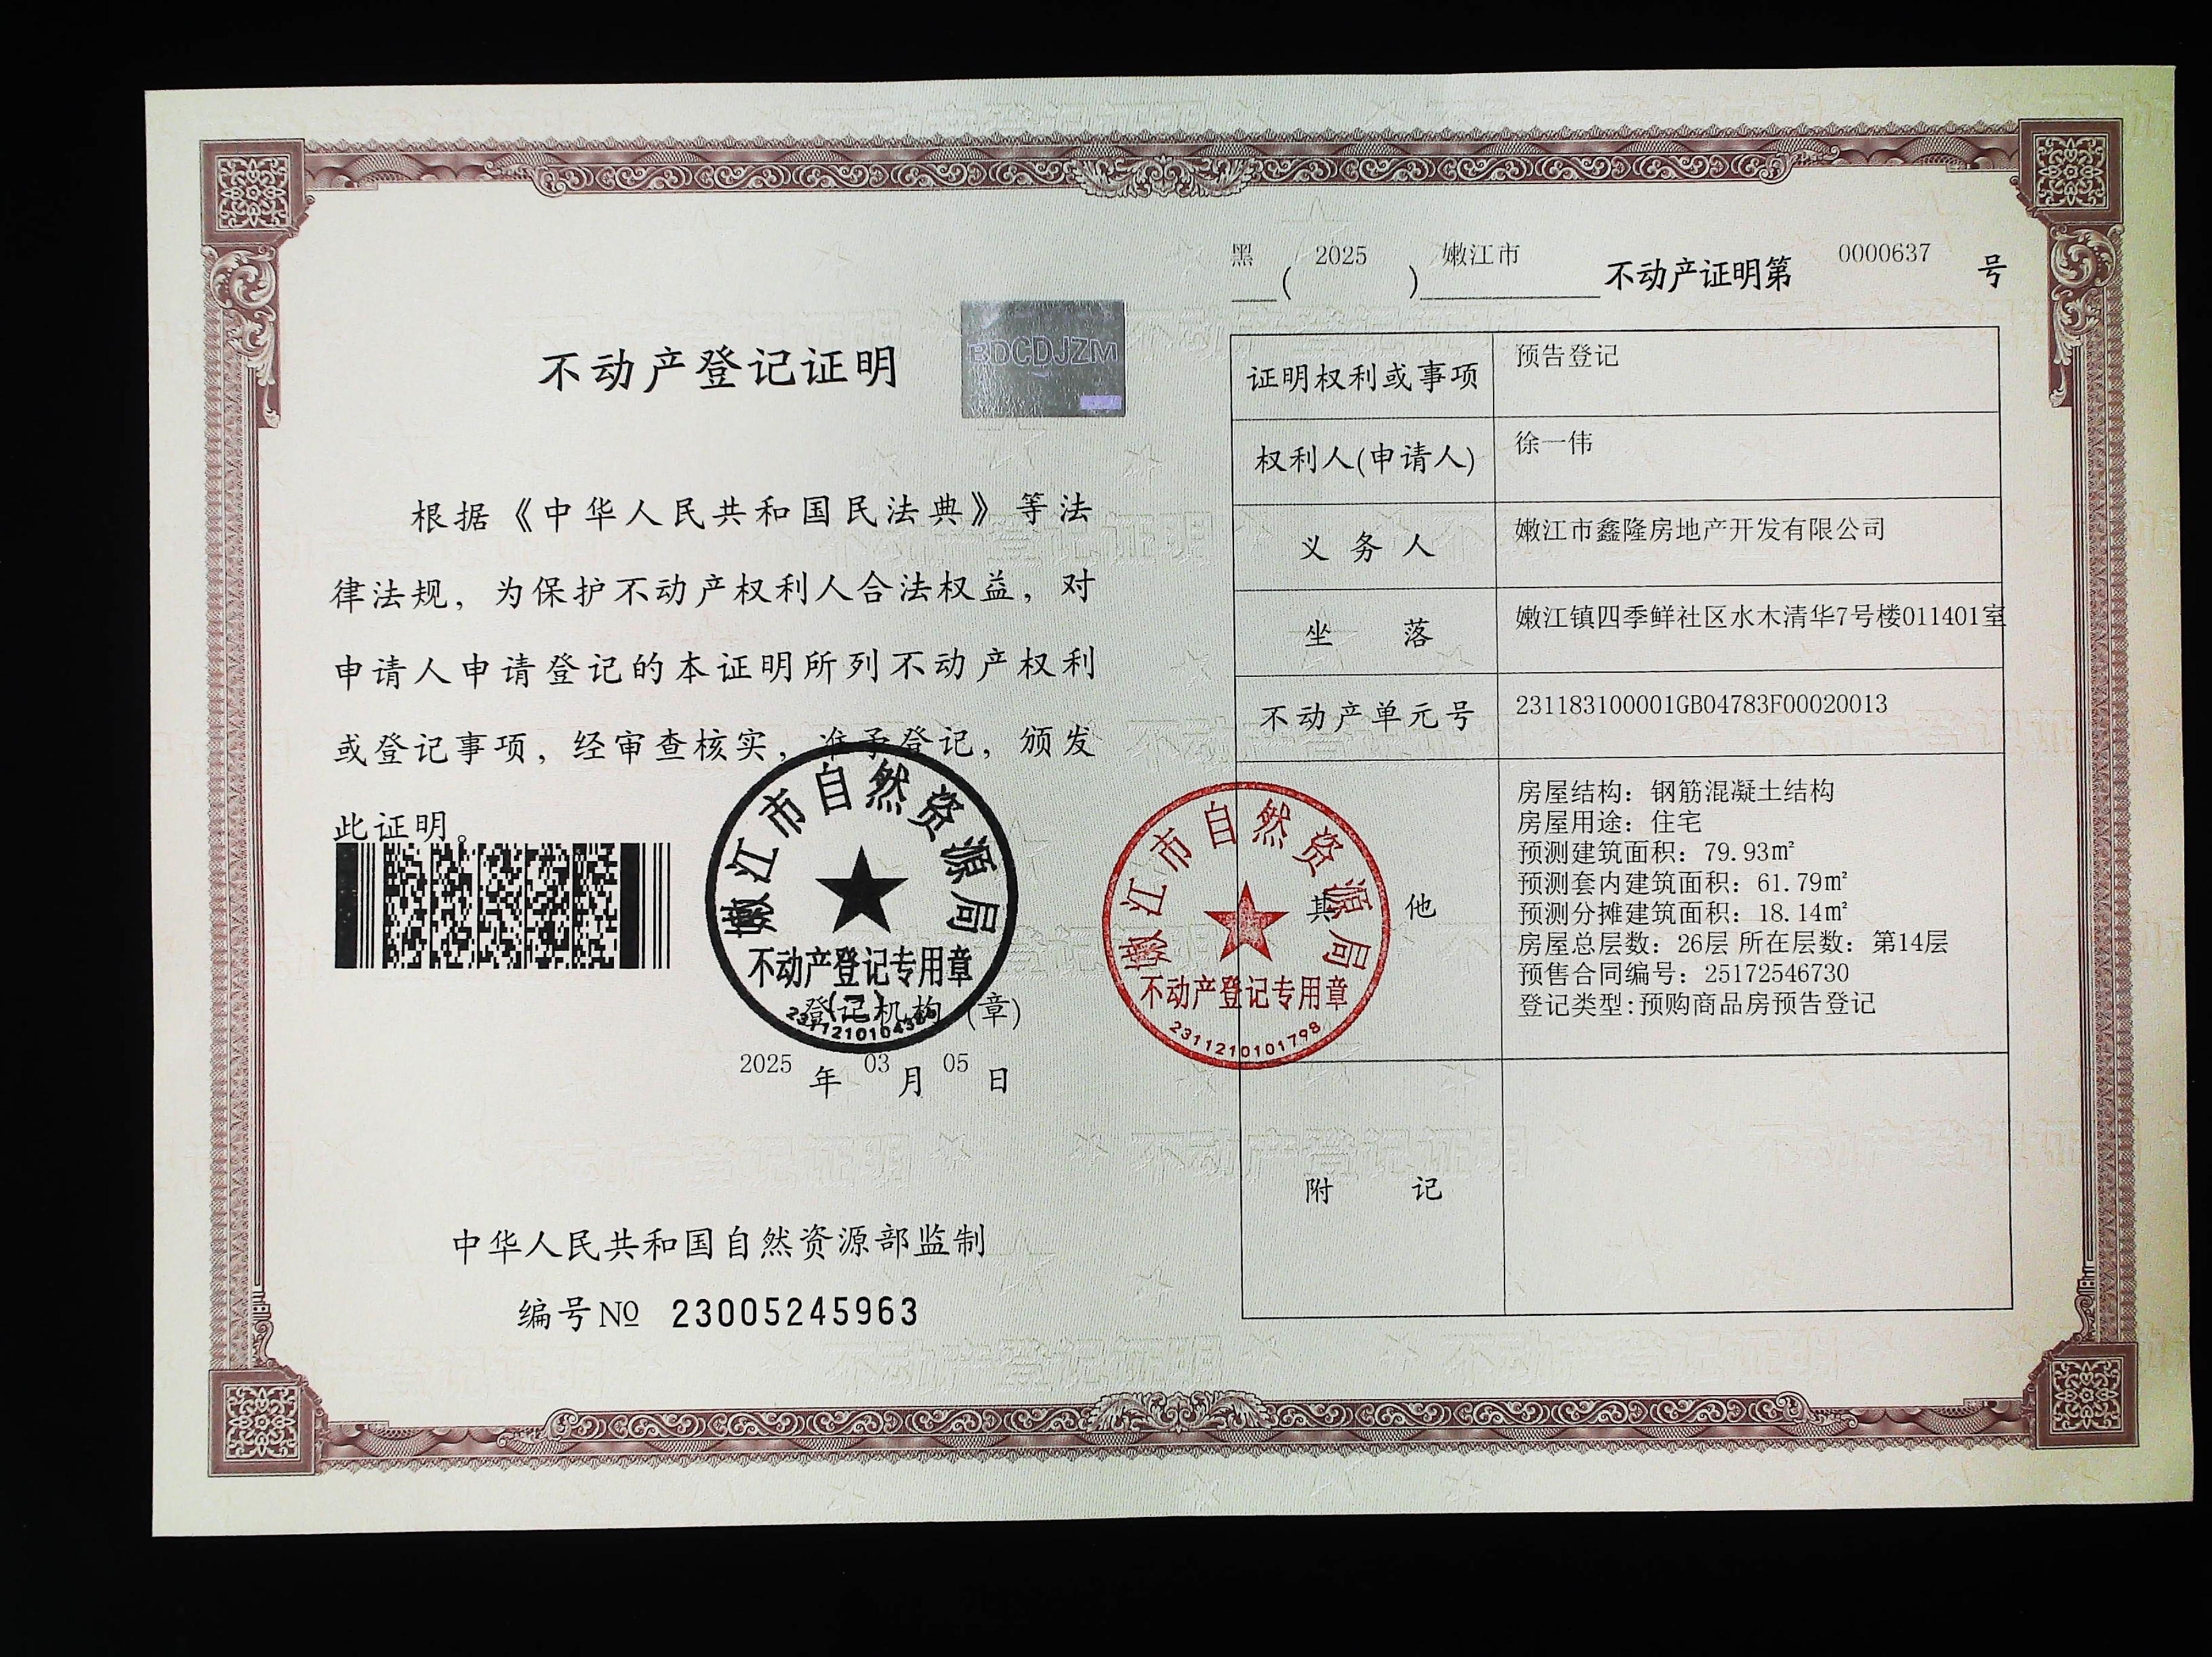 不动产登记证明
BDCDJZM
根据《中华人民共和国民法典》等法
律法规，为保护不动产权利人合法权益，对
申请人申请登记的本证明所列不动产权利
或登记事项，经审查核实，准予登记，颁发
此证明。
嫩江市自然资源局
不动产登记专用章
登记机构（章）
2025年03月05日
中华人民共和国自然资源部监制
编号№ 23005245963
黑(2025)嫩江市不动产证明第0000637号
证明权利或事项 预告登记
权利人(申请人) 徐一伟
义务人 嫩江市鑫隆房地产开发有限公司
坐落 嫩江镇四季鲜社区水木清华7号楼011401室
不动产单元号 231183100001GB04783F00020013
其他
房屋结构：钢筋混凝土结构
房屋用途：住宅
预测建筑面积：79.93㎡
预测套内建筑面积：61.79㎡
预测分摊建筑面积：18.14㎡
房屋总层数：26层 所在层数：第14层
预售合同编号：25172546730
登记类型:预购商品房预告登记
嫩江市自然资源局
不动产登记专用章
2311210101798
附记